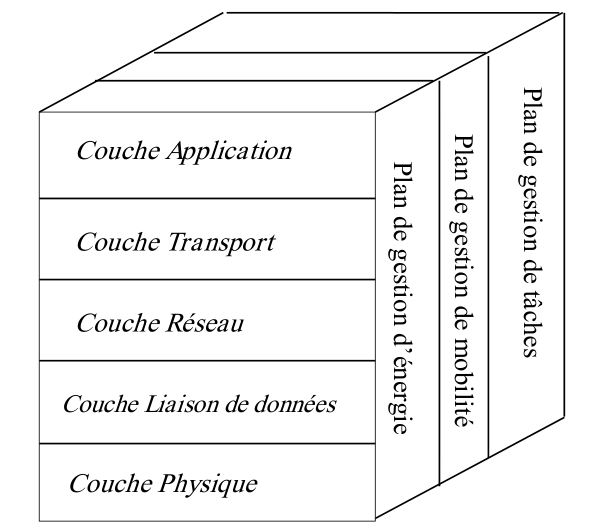 Couche Application
Couche Transport
Couche Réseau
Couche Liaison de données
Couche Physique
Plan de gestion d'énergie
Plan de gestion de mobilité
Plan de gestion de tâches